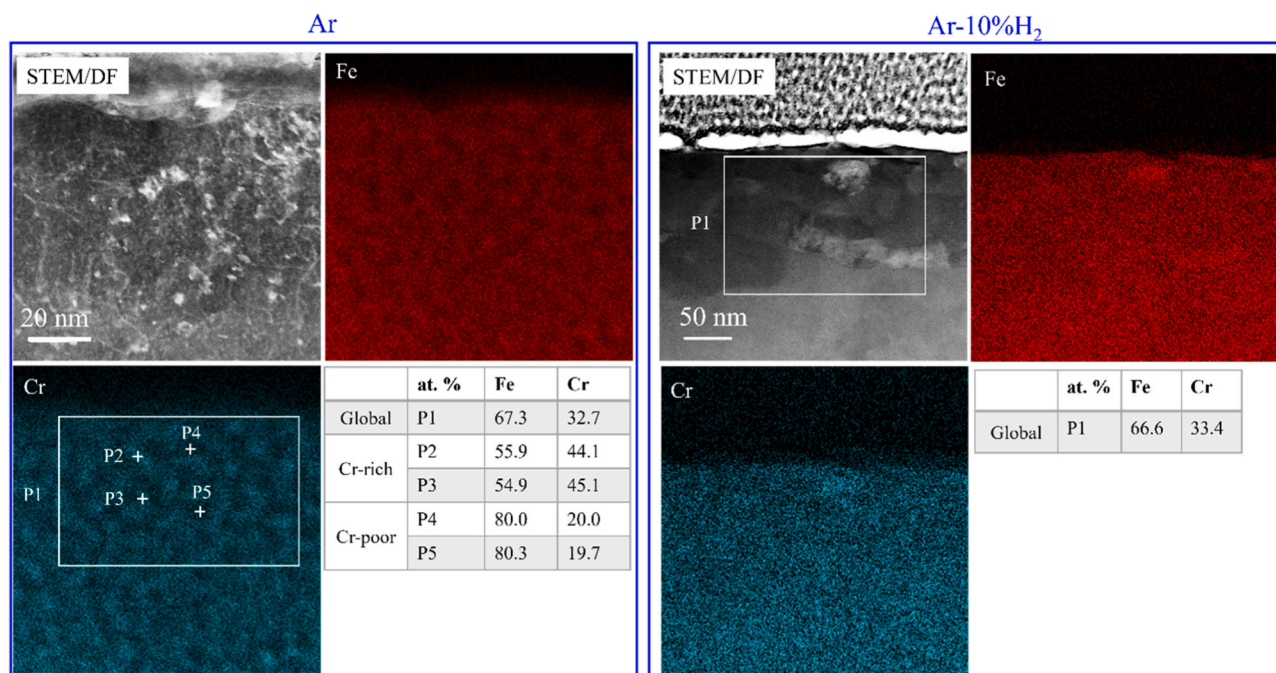 Ar
STEM/DF
Fe
20 nm
Cr
P2
P4
P1
P3
P5
at. % Fe Cr
Global P1 67.3 32.7
Cr-rich P2 55.9 44.1
P3 54.9 45.1
Cr-poor P4 80.0 20.0
P5 80.3 19.7
Ar-10%H₂
STEM/DF
Fe
P1
50 nm
Cr
at. % Fe Cr
Global P1 66.6 33.4